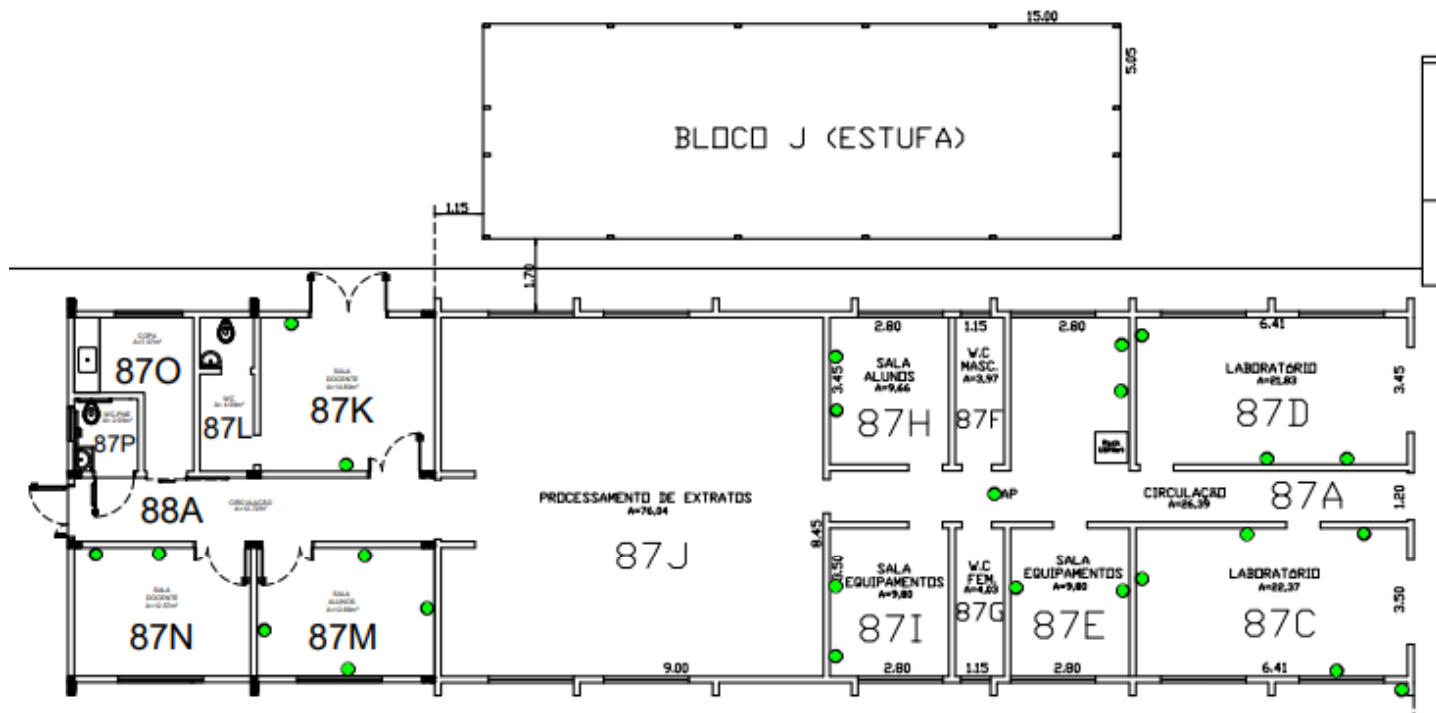 15.00
5.05
BLOCO J (ESTUFA)
1.15
1.70
COPA
87O
WC PNE
87P
WC
87L
SALA
DOCENTE
87K
2.80
3.45
SALA
ALUNOS
A=9,66
87H
1.15
W.C
MASC.
A=3,97
87F
2.80
6.41
LABORATóRIO
A=21,83
87D
3.45
88A
CIRCULAÇÃO
PROCESSAMENTO DE EXTRATOS
A=76,04
87J
8.45
9.00
AP
CIRCULAÇÃO
A=26,39
87A
1.20
SALA
DOCENTE
87N
SALA
ALUNOS
87M
3.50
SALA
EQUIPAMENTOS
A=9,80
87I
2.80
W.C
FEM.
A=4,03
87G
1.15
SALA
EQUIPAMENTOS
A=9,80
87E
2.80
LABORATóRIO
A=22,37
87C
6.41
3.50